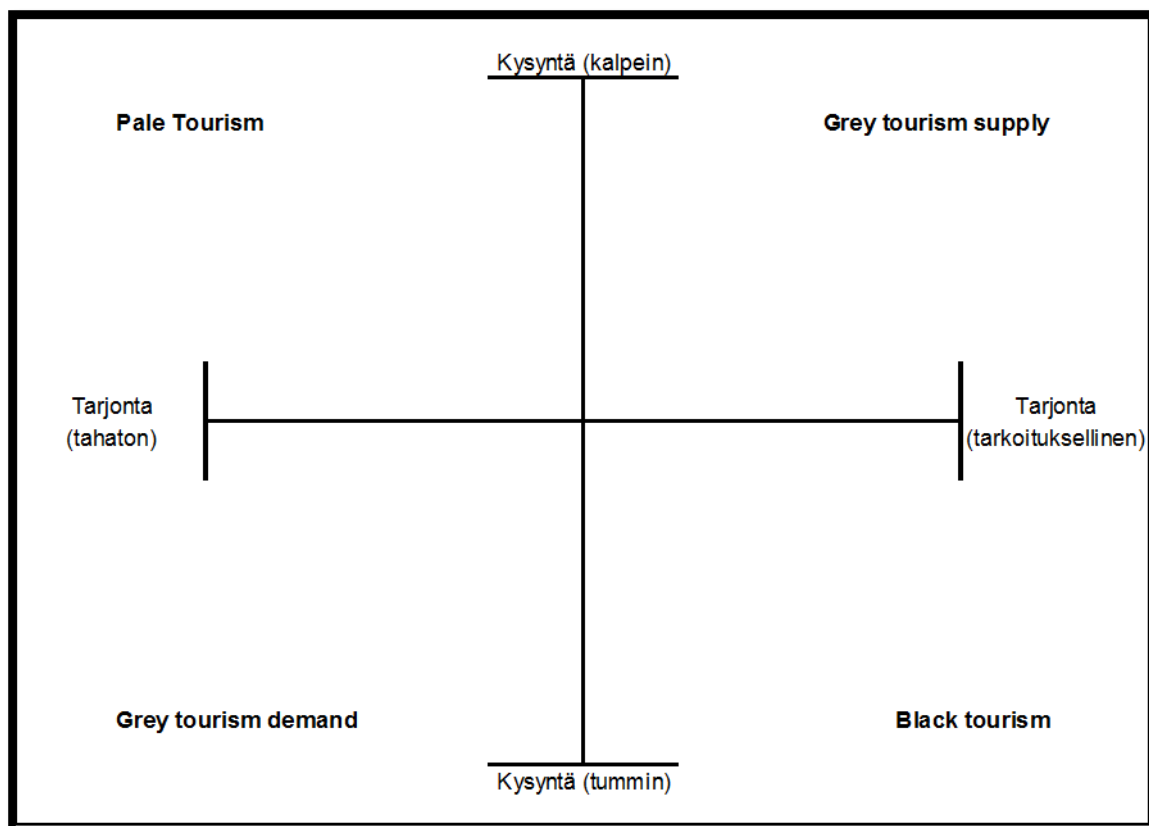 Kysyntä (kalpein)
Pale Tourism
Grey tourism supply
Tarjonta
(tahaton)
Tarjonta
(tarkoituksellinen)
Grey tourism demand
Black tourism
Kysyntä (tummin)